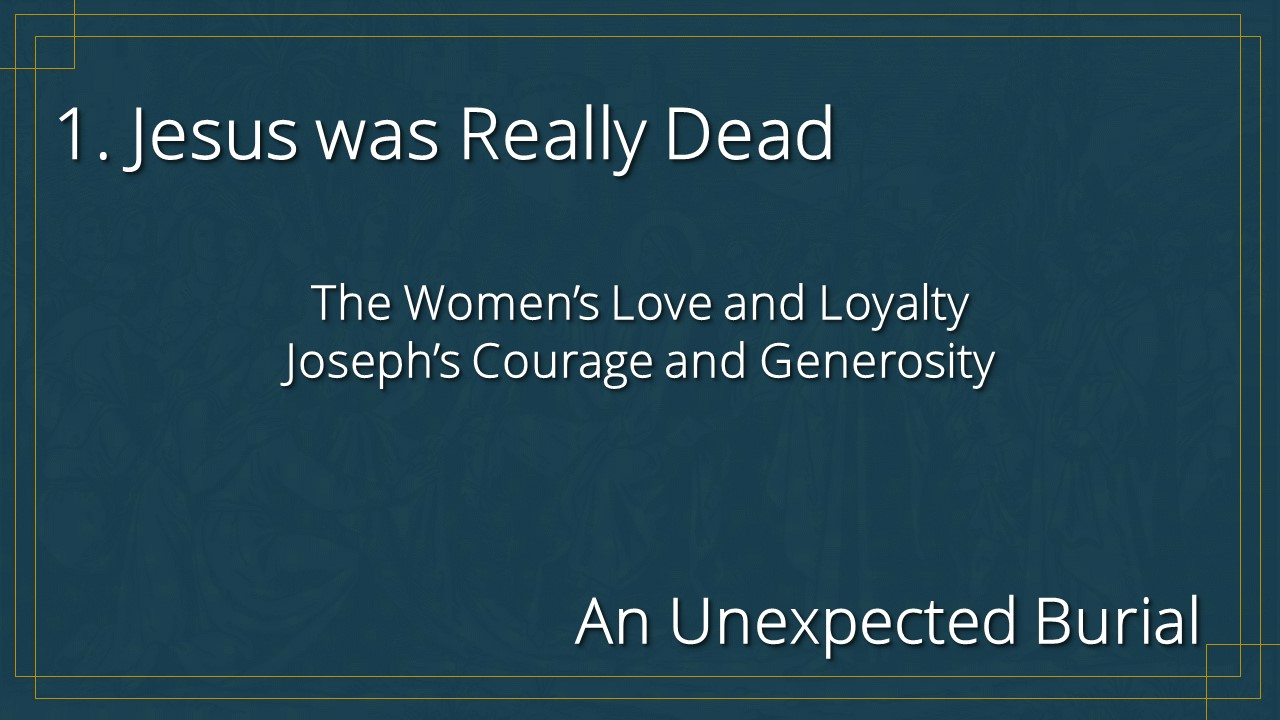 1. Jesus was Really Dead
The Women’s Love and Loyalty
Joseph’s Courage and Generosity
An Unexpected Burial